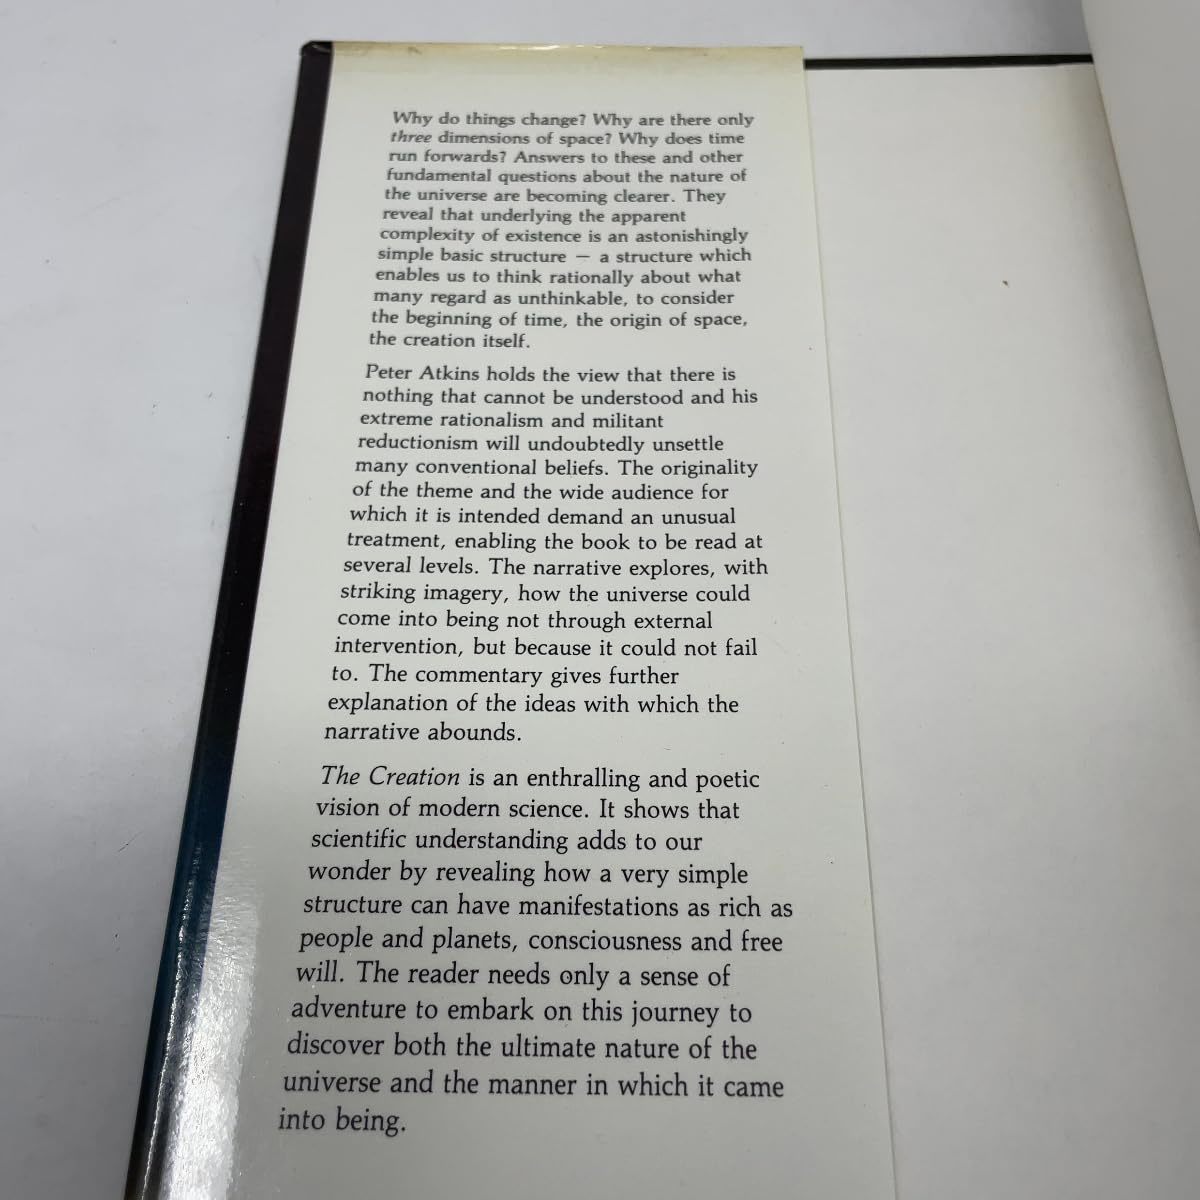 Why do things change? Why are there only
three dimensions of space? Why does time
run forwards? Answers to these and other
fundamental questions about the nature of
the universe are becoming clearer. They
reveal that underlying the apparent
complexity of existence is an astonishingly
simple basic structure — a structure which
enables us to think rationally about what
many regard as unthinkable, to consider
the beginning of time, the origin of space,
the creation itself.
Peter Atkins holds the view that there is
nothing that cannot be understood and his
extreme rationalism and militant
reductionism will undoubtedly unsettle
many conventional beliefs. The originality
of the theme and the wide audience for
which it is intended demand an unusual
treatment, enabling the book to be read at
several levels. The narrative explores, with
striking imagery, how the universe could
come into being not through external
intervention, but because it could not fail
to. The commentary gives further
explanation of the ideas with which the
narrative abounds.
The Creation is an enthralling and poetic
vision of modern science. It shows that
scientific understanding adds to our
wonder by revealing how a very simple
structure can have manifestations as rich as
people and planets, consciousness and free
will. The reader needs only a sense of
adventure to embark on this journey to
discover both the ultimate nature of the
universe and the manner in which it came
into being.